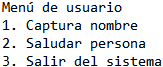 Menú de usuario
1. Captura nombre
2. Saludar persona
3. Salir del sistema